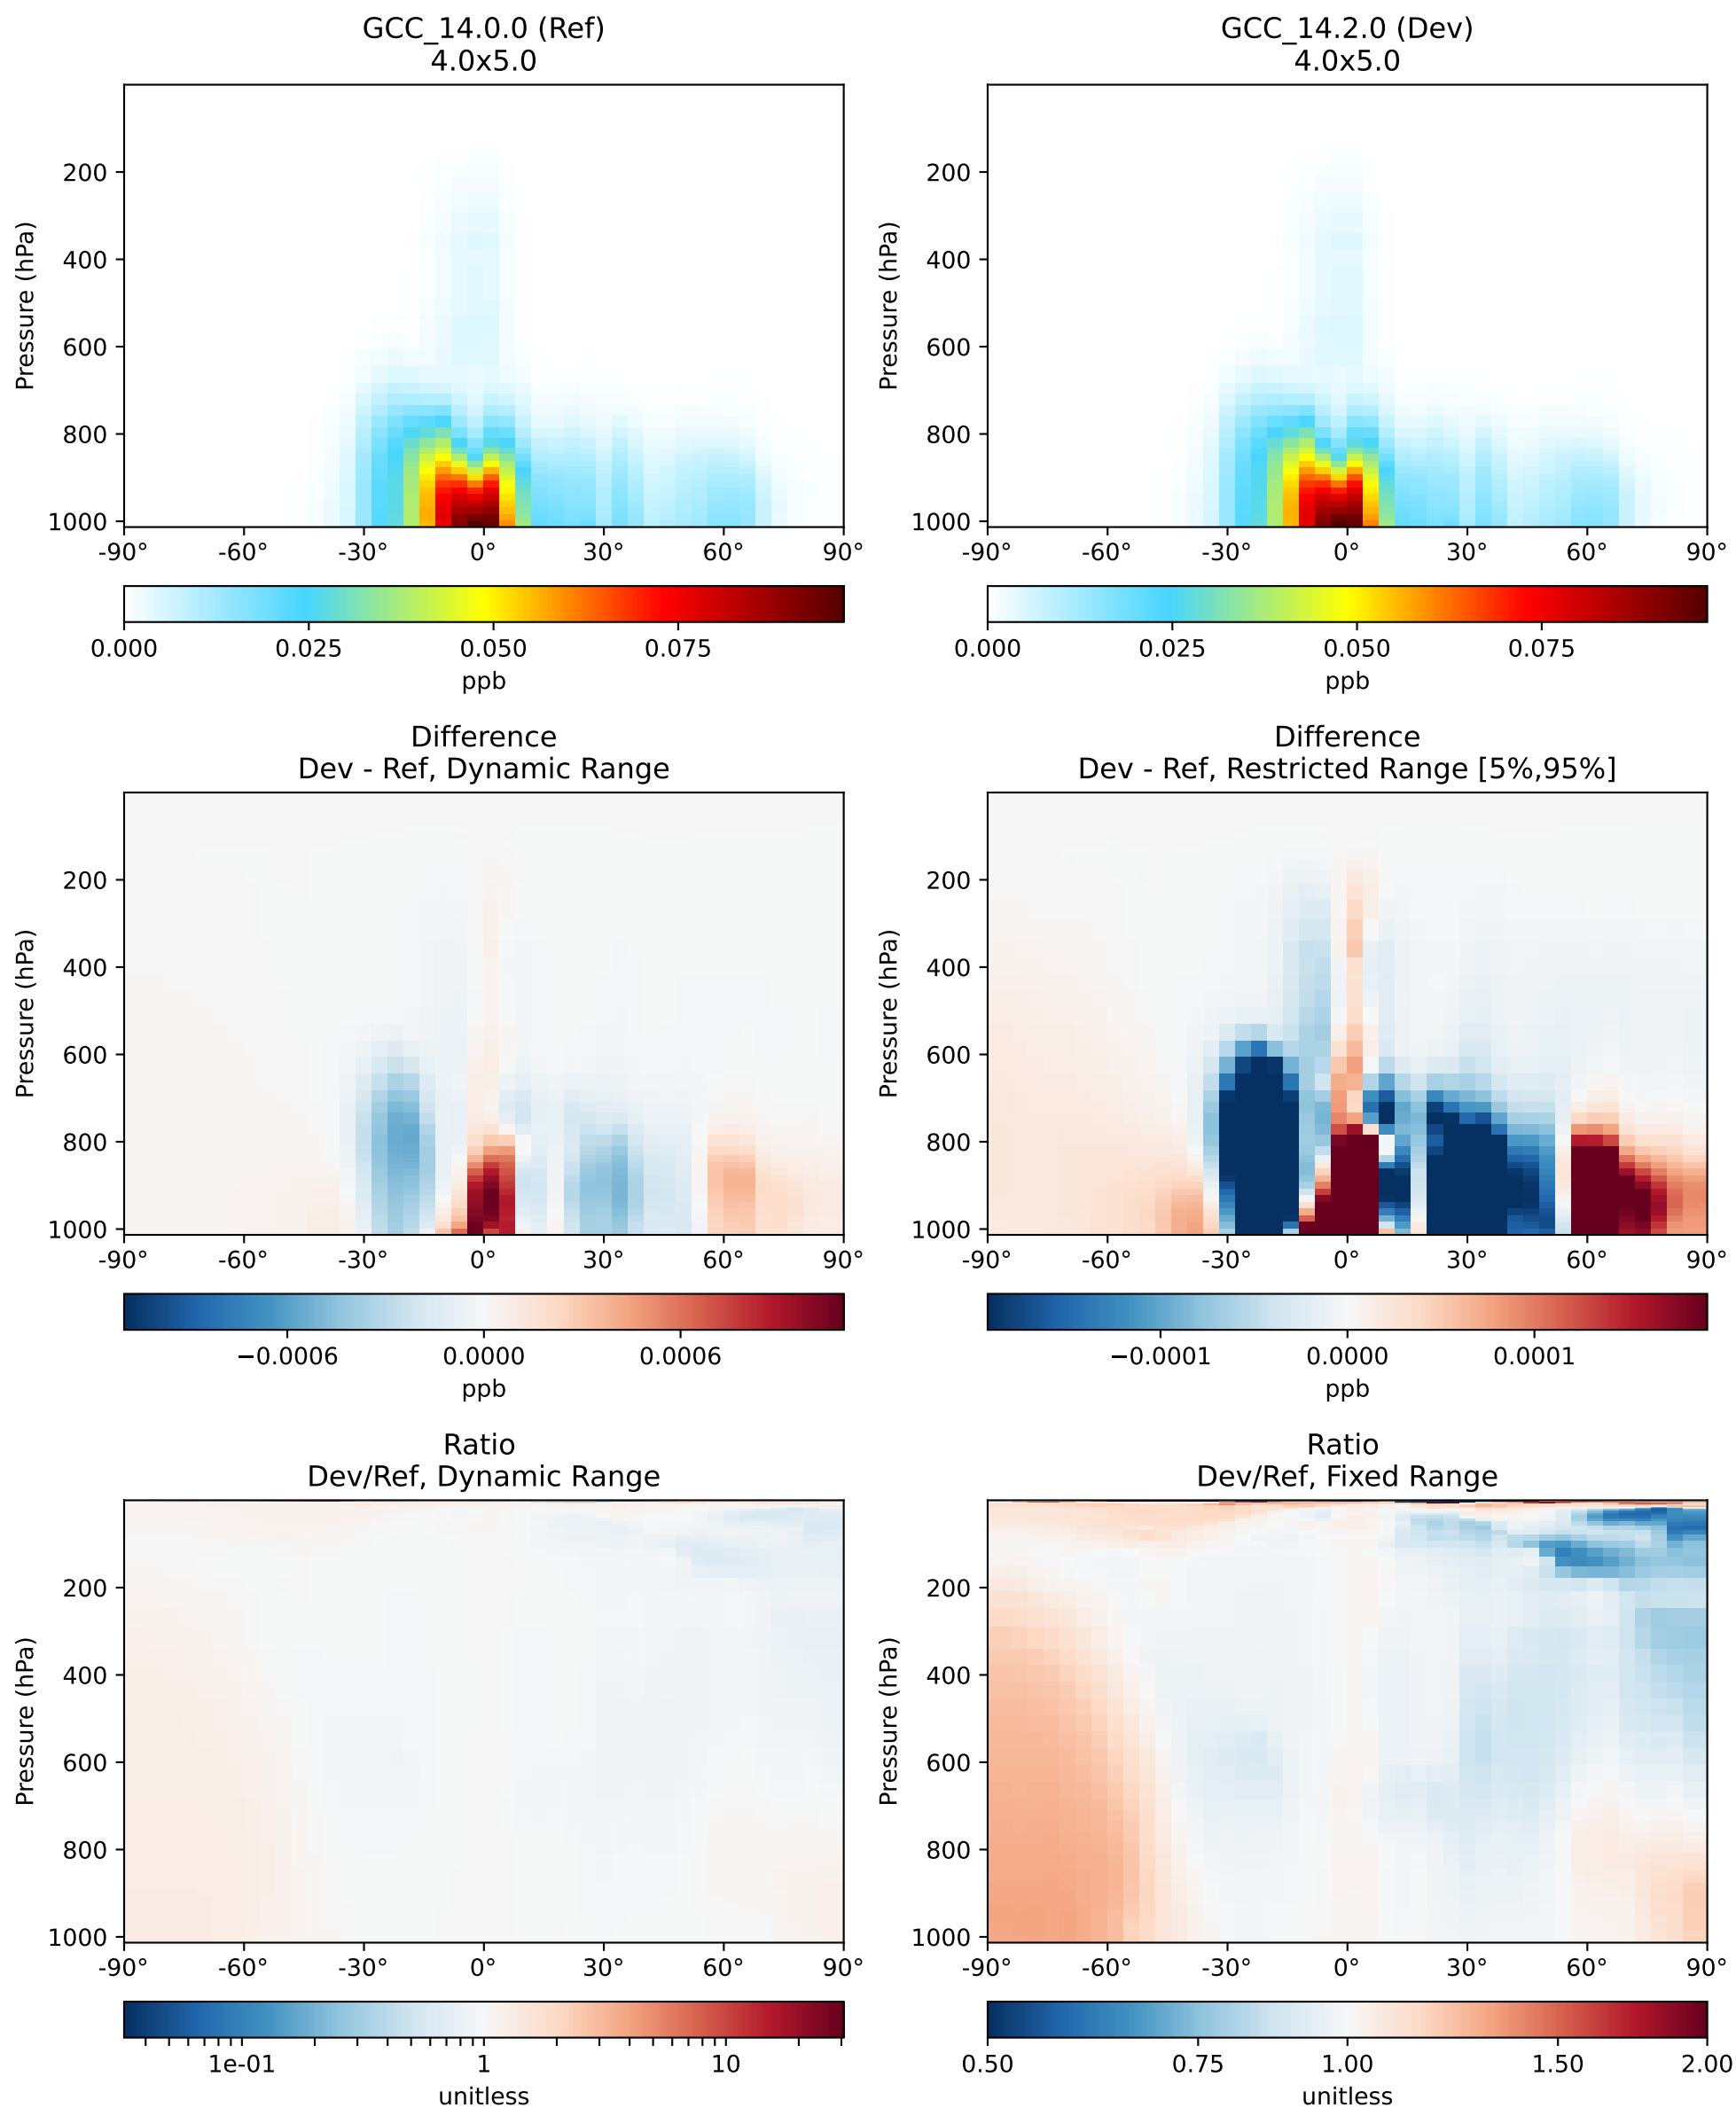 GCC_14.0.0 (Ref)
4.0x5.0
Pressure (hPa)
200
400
600
800
1000
-90° -60° -30° 0° 30° 60° 90°
0.000 0.025 0.050 0.075
ppb
GCC_14.2.0 (Dev)
4.0x5.0
Pressure (hPa)
200
400
600
800
1000
-90° -60° -30° 0° 30° 60° 90°
0.000 0.025 0.050 0.075
ppb
Difference
Dev - Ref, Dynamic Range
Pressure (hPa)
200
400
600
800
1000
-90° -60° -30° 0° 30° 60° 90°
−0.0006 0.0000 0.0006
ppb
Difference
Dev - Ref, Restricted Range [5%,95%]
Pressure (hPa)
200
400
600
800
1000
-90° -60° -30° 0° 30° 60° 90°
−0.0001 0.0000 0.0001
ppb
Ratio
Dev/Ref, Dynamic Range
Pressure (hPa)
200
400
600
800
1000
-90° -60° -30° 0° 30° 60° 90°
1e-01 1 10
unitless
Ratio
Dev/Ref, Fixed Range
Pressure (hPa)
200
400
600
800
1000
-90° -60° -30° 0° 30° 60° 90°
0.50 0.75 1.00 1.50 2.00
unitless